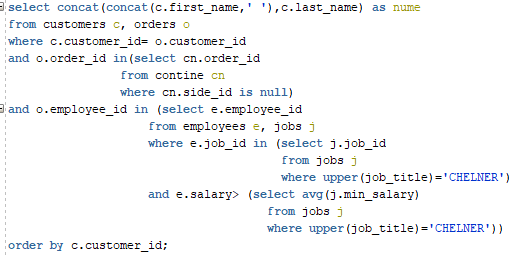 select concat(concat(c.first_name,' '),c.last_name) as nume
from customers c, orders o
where c.customer_id= o.customer_id
and o.order_id in(select cn.order_id
from contine cn
where cn.side_id is null)
and o.employee_id in (select e.employee_id
from employees e, jobs j
where e.job_id in (select j.job_id
from jobs j
where upper(job_title)='CHELNER')
and e.salary> (select avg(j.min_salary)
from jobs j
where upper(job_title)='CHELNER'))
order by c.customer_id;